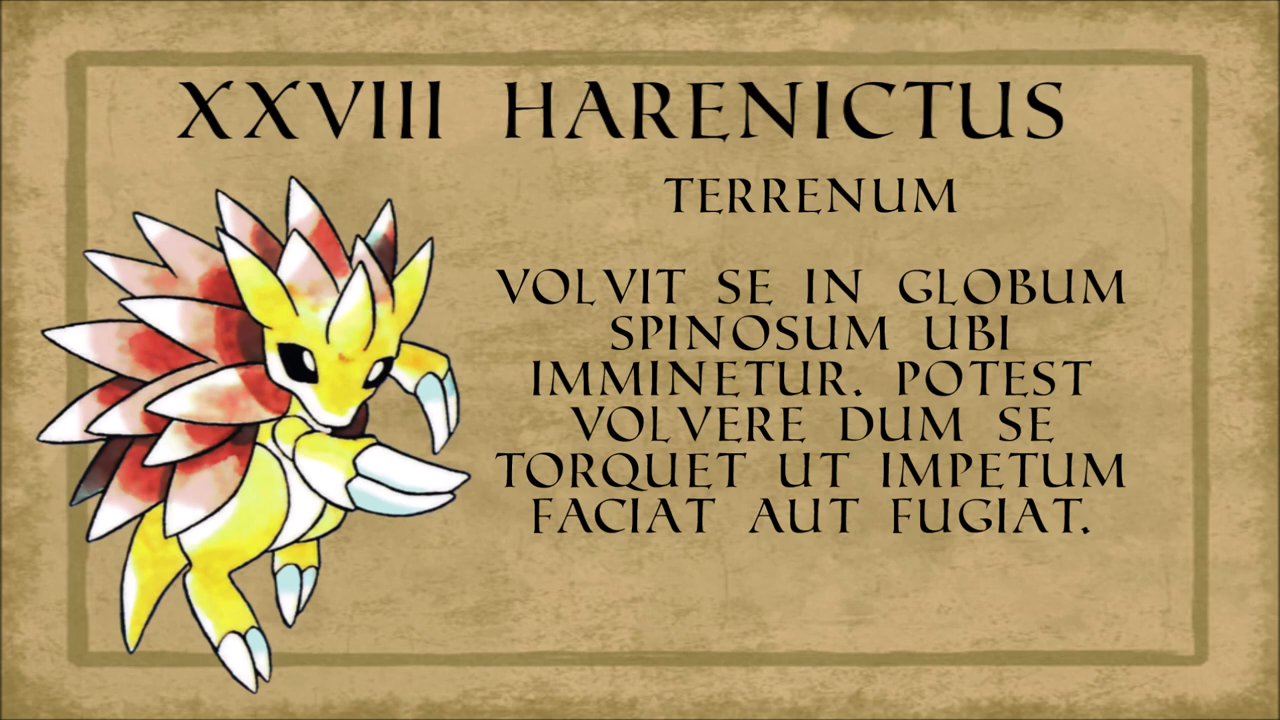 XXVIII HARENICTUS
TERRENUM
VOLVIT SE IN GLOBUM
SPINOSUM UBI
IMMINETUR. POTEST
VOLVERE DUM SE
TORQUET UT IMPETUM
FACIAT AUT FUGIAT.